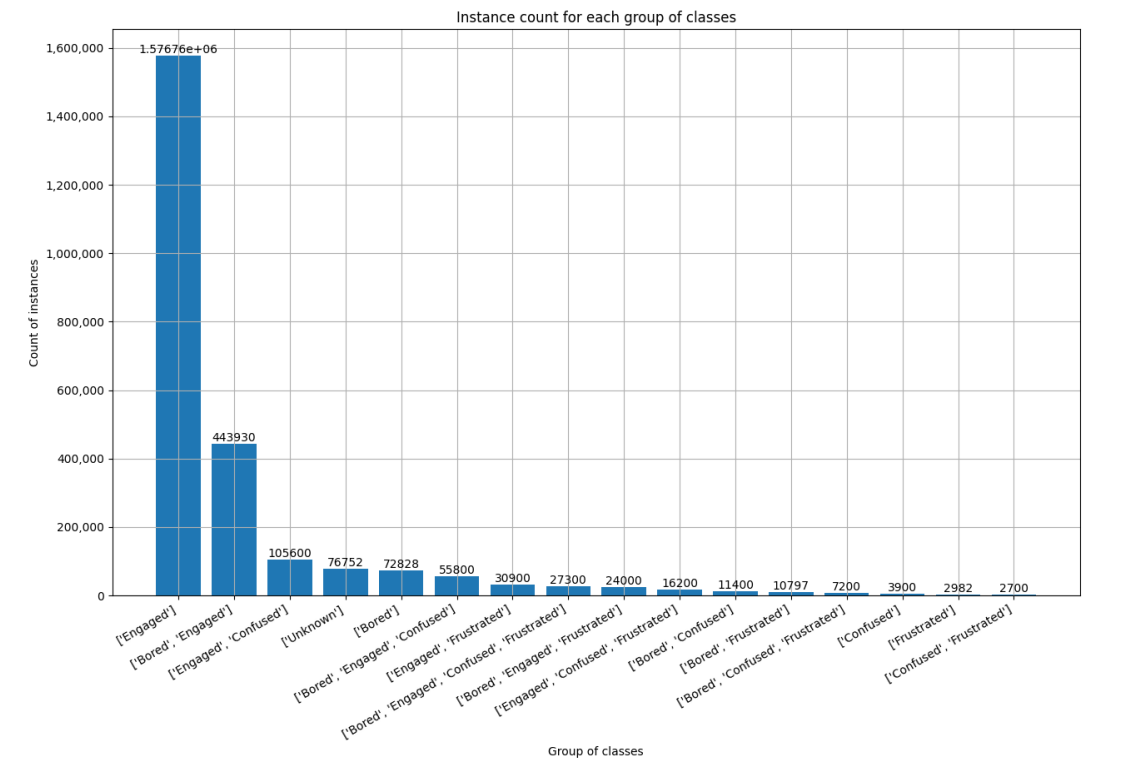 Instance count for each group of classes
1.57676e+06
443930
105600
76752
72828
55800
30900
27300
24000
16200
11400
10797
7200
3900
2982
2700
1,600,000
1,400,000
1,200,000
1,000,000
800,000
600,000
400,000
200,000
0
Count of instances
['Engaged']
['Bored', 'Engaged']
['Engaged', 'Confused']
['Unknown']
['Bored']
['Bored', 'Engaged', 'Confused']
['Engaged', 'Frustrated']
['Bored', 'Engaged', 'Confused', 'Frustrated']
['Bored', 'Engaged', 'Frustrated']
['Engaged', 'Confused', 'Frustrated']
['Bored', 'Confused']
['Bored', 'Frustrated']
['Bored', 'Confused', 'Frustrated']
['Confused']
['Frustrated']
['Confused', 'Frustrated']
Group of classes